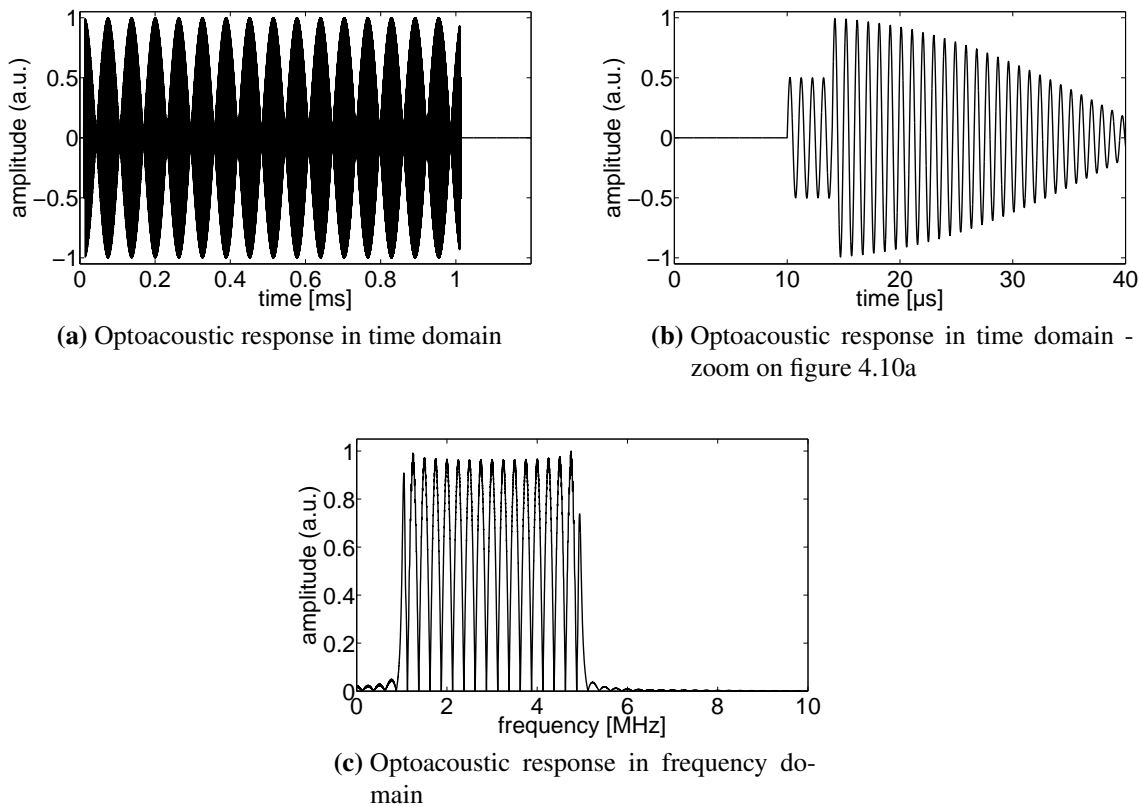 1
0.5
0
−0.5
−1
amplitude (a.u.)
0 0.2 0.4 0.6 0.8 1
time [ms]
(a) Optoacoustic response in time domain
1
0.5
0
−0.5
−1
amplitude (a.u.)
0 10 20 30 40
time [µs]
(b) Optoacoustic response in time domain -
zoom on figure 4.10a
1
0.8
0.6
0.4
0.2
0
amplitude (a.u.)
0 2 4 6 8 10
frequency [MHz]
(c) Optoacoustic response in frequency do-
main